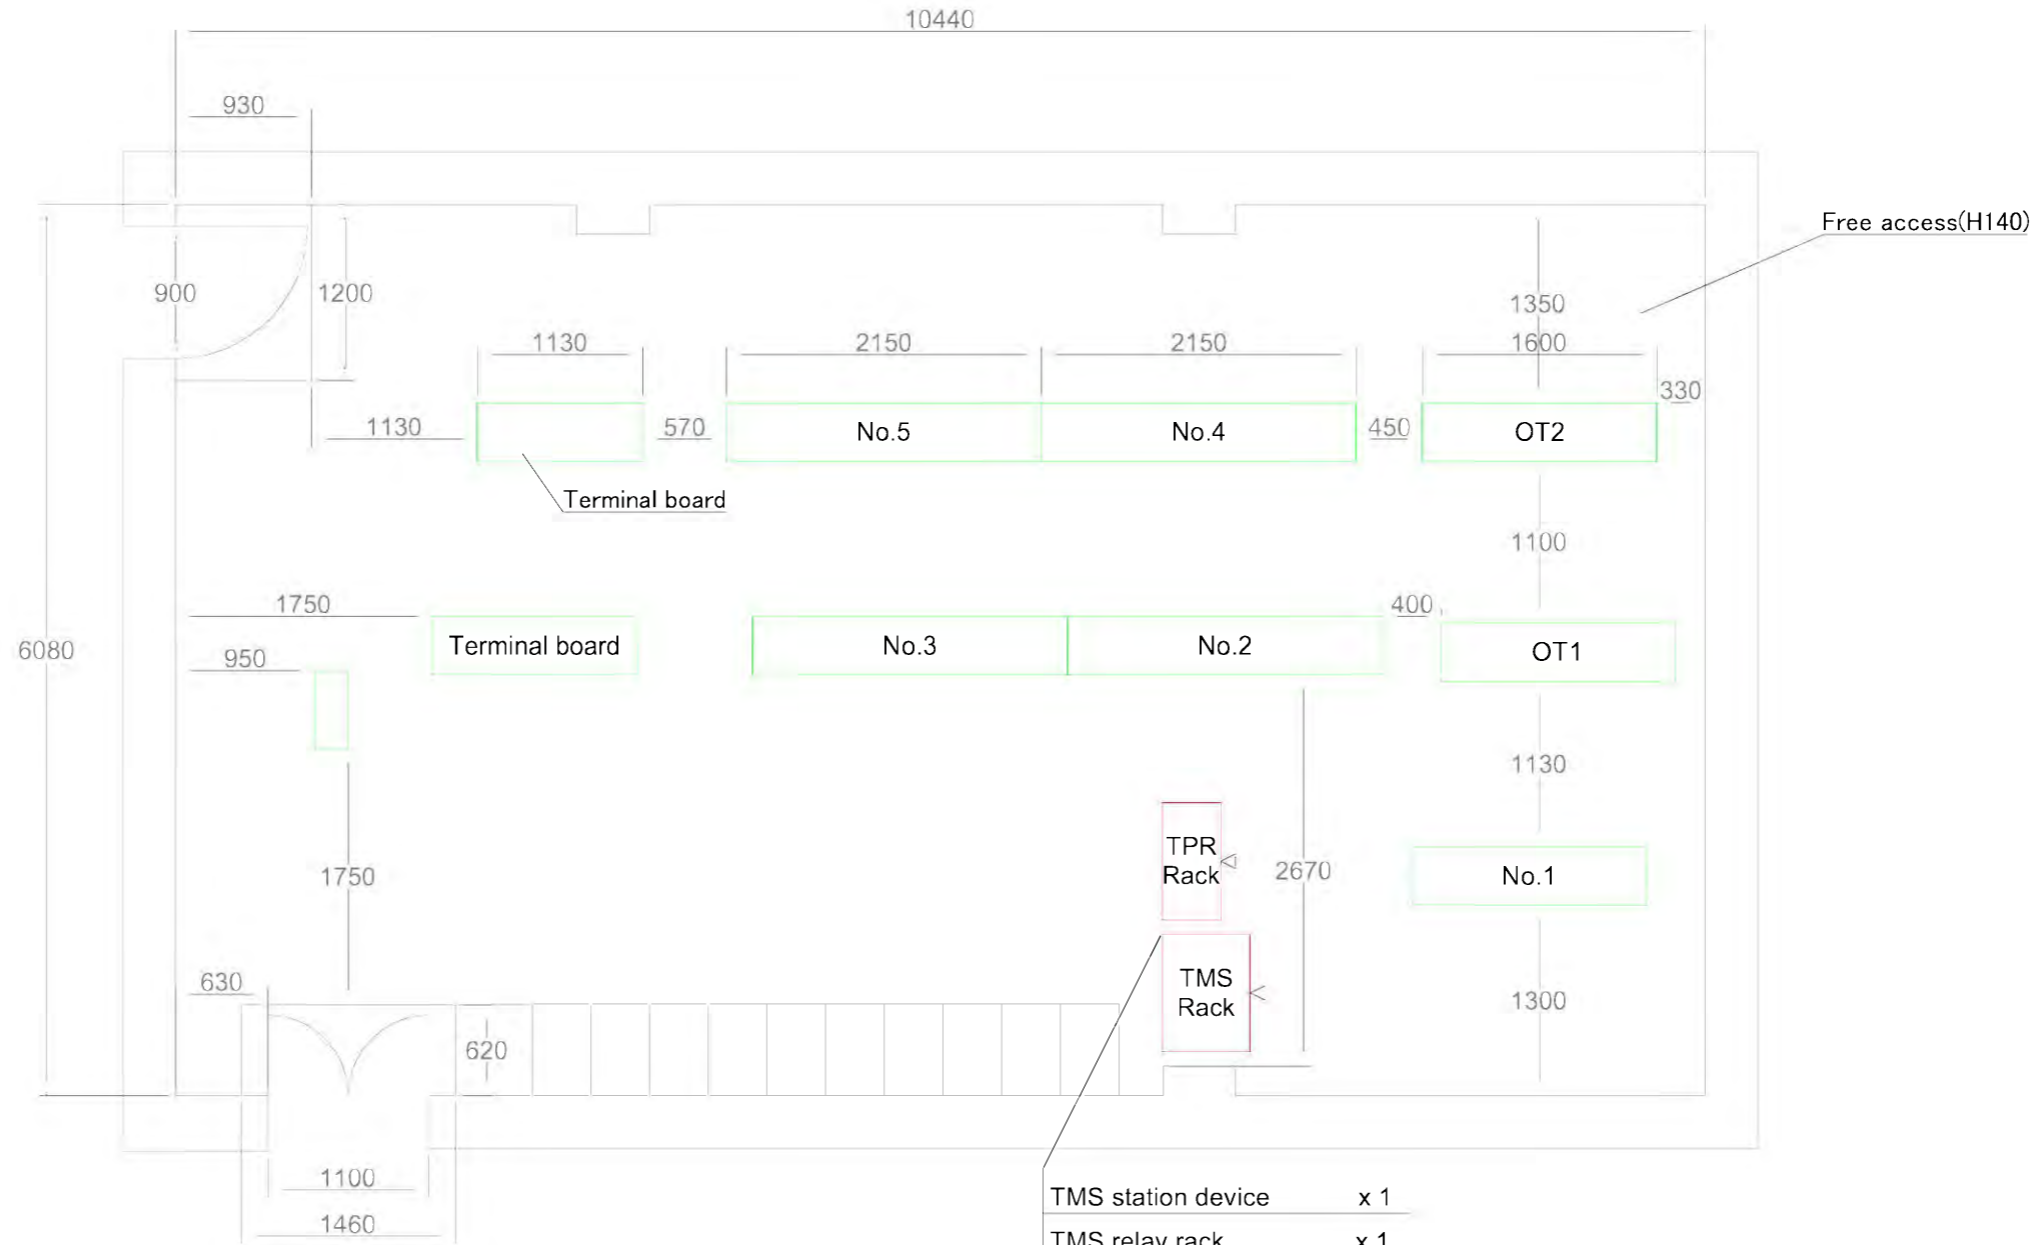 10440
930
Free access(H140)
900
1200
1350
1130
2150
2150
1600
330
1130
570
No.5
No.4
450
OT2
Terminal board
1100
1750
400
6080
Terminal board
No.3
No.2
OT1
950
1130
TPR
Rack
1750
2670
No.1
630
TMS
Rack
1300
620
1100
TMS station device x 1
1460
TMS relay rack x 1